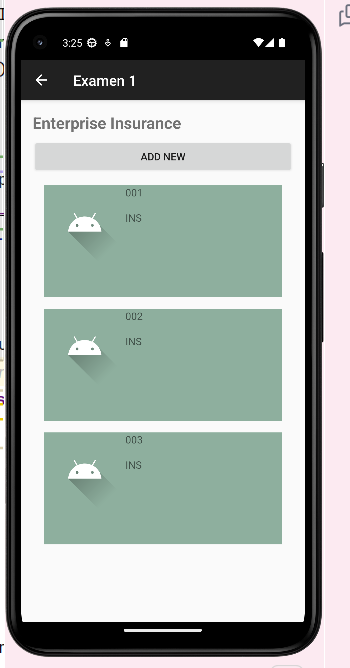 3:25
Examen 1
Enterprise Insurance
ADD NEW
001
INS
002
INS
003
INS